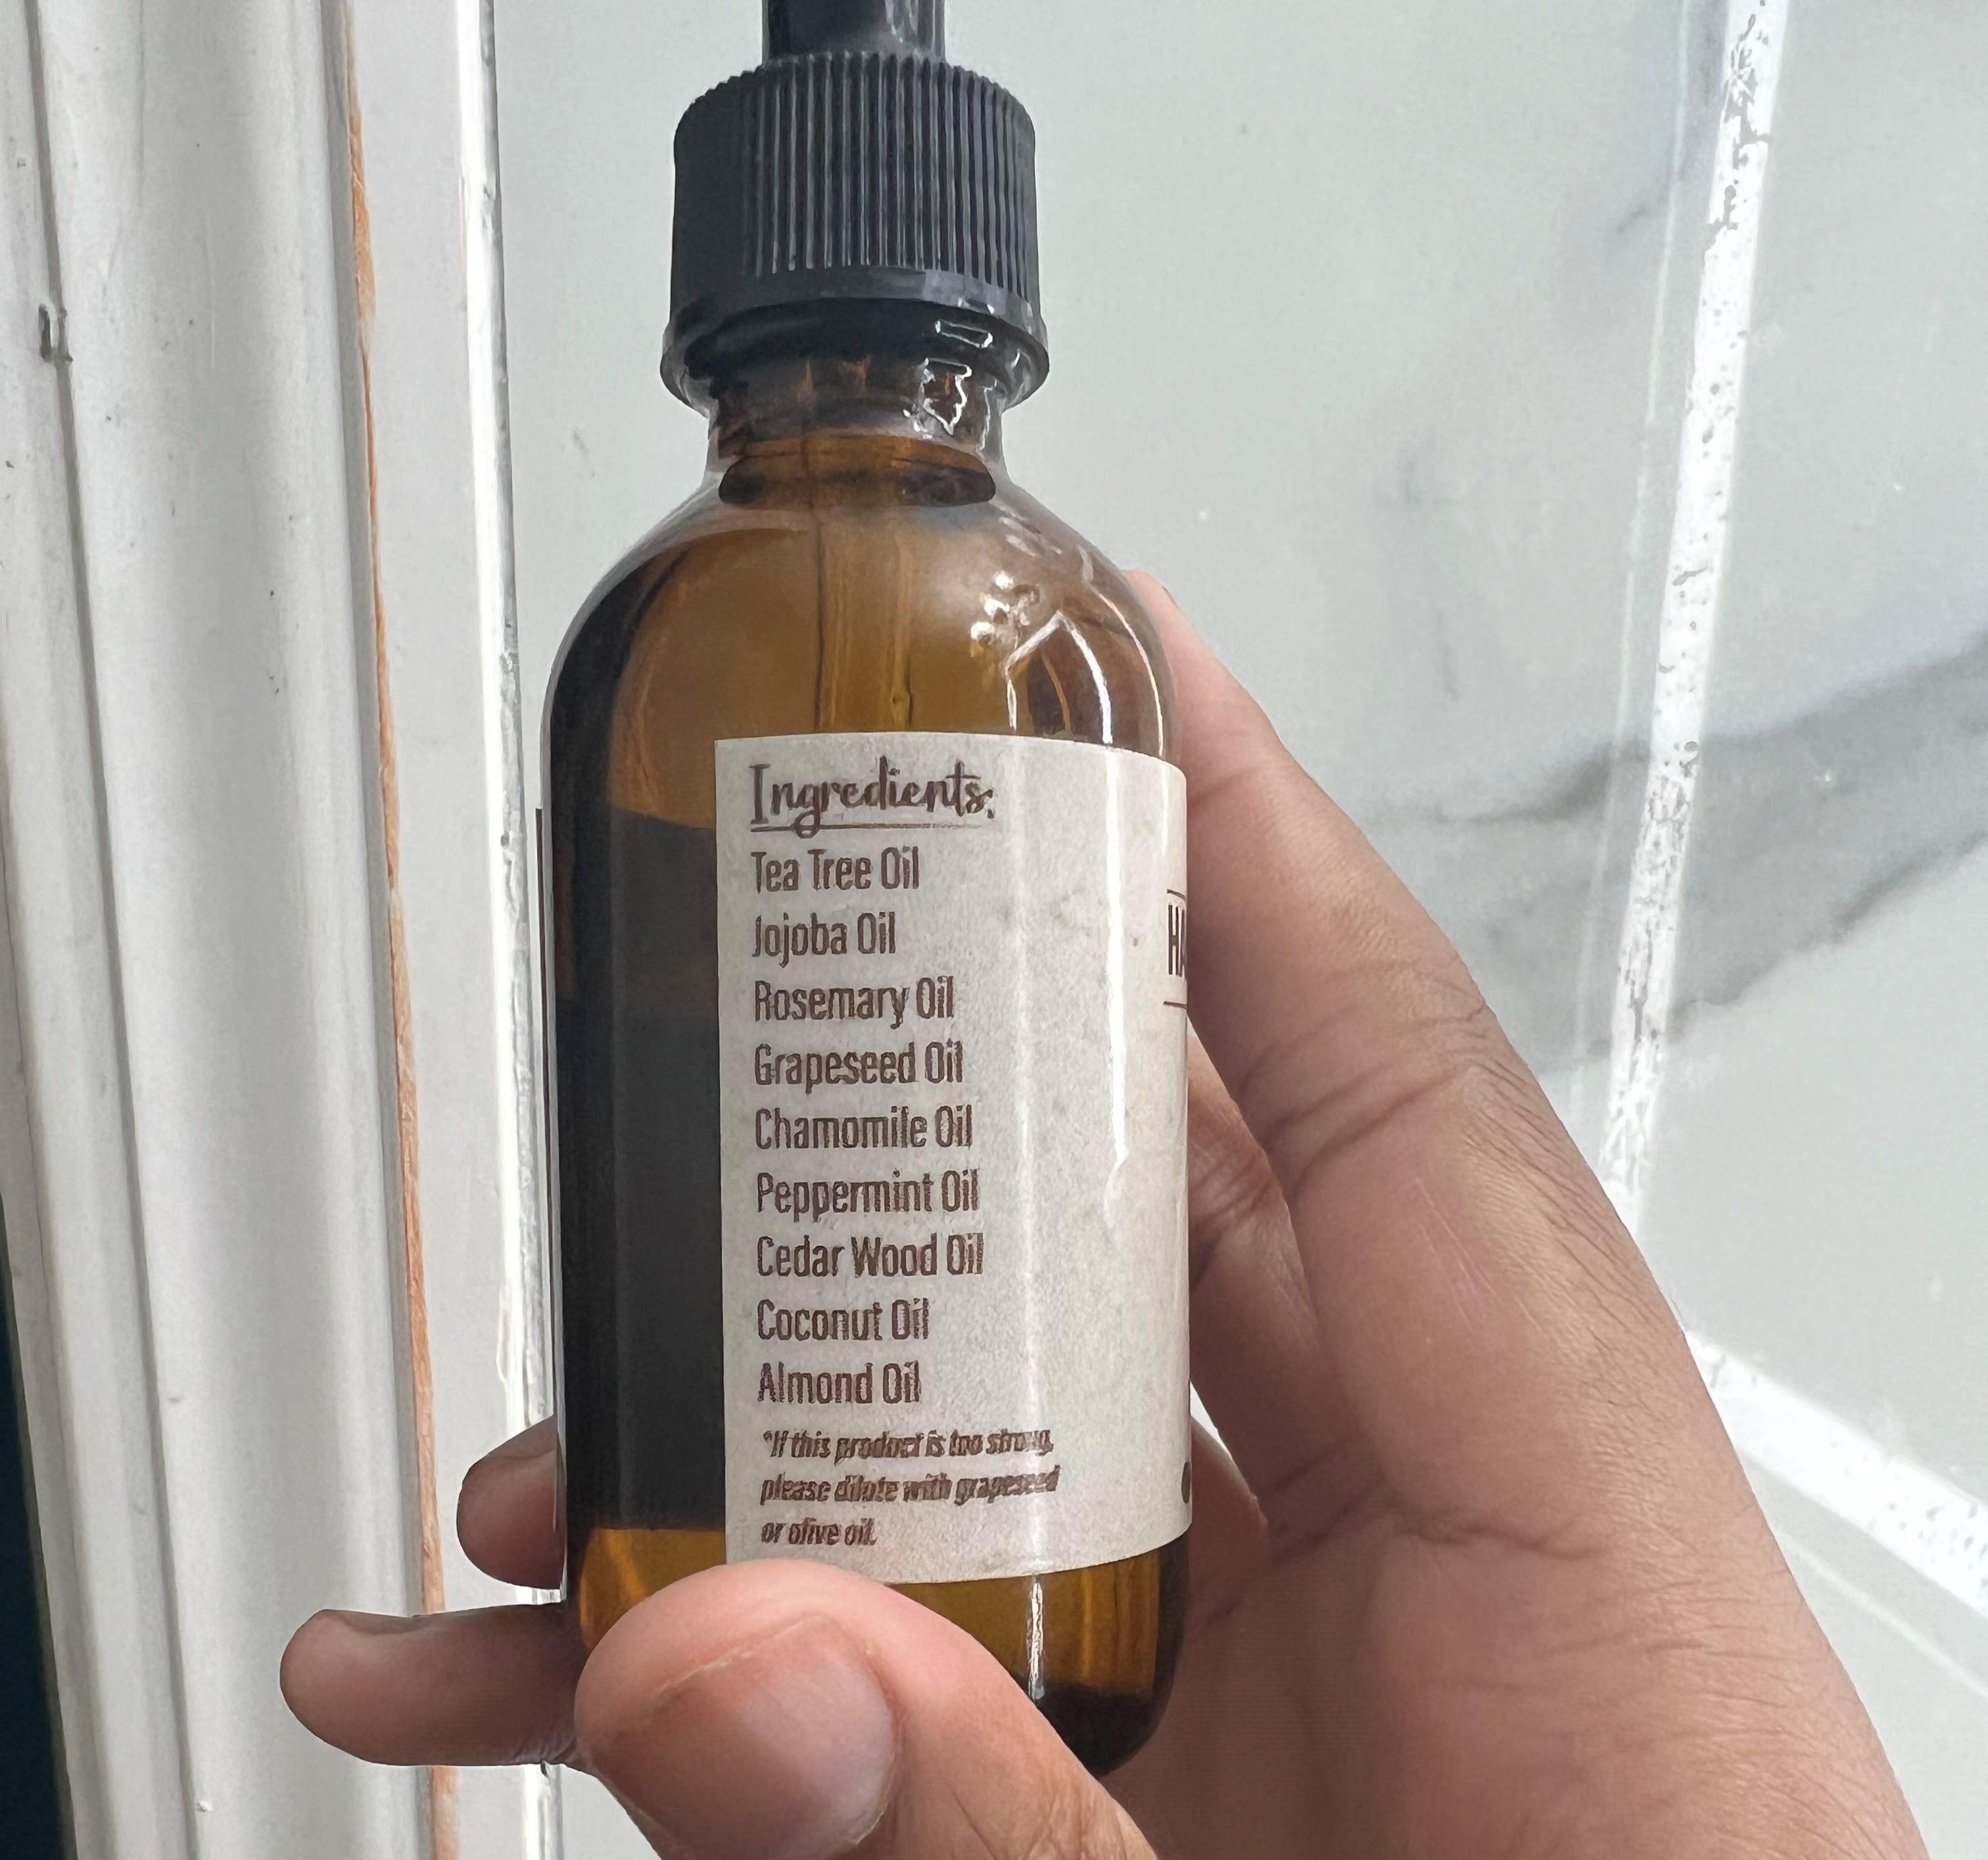 Ingredients:
Tea Tree Oil
Jojoba Oil
Rosemary Oil
Grapeseed Oil
Chamomile Oil
Peppermint Oil
Cedar Wood Oil
Coconut Oil
Almond Oil
*If this product is too strong,
please dilute with grapeseed
or olive oil.